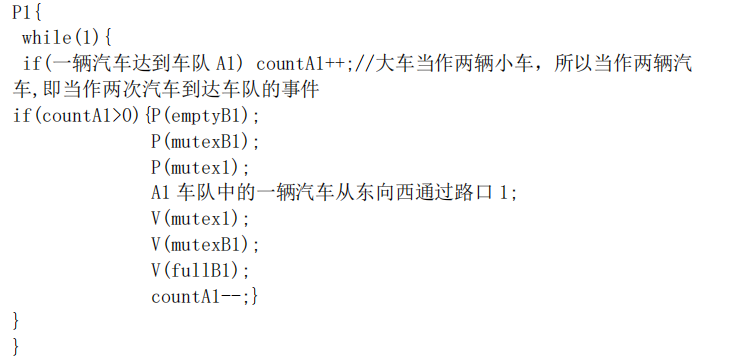 P1{
while(1){
if(一辆汽车达到车队 A1) countA1++;//大车当作两辆小车，所以当作两辆汽
车,即当作两次汽车到达车队的事件
if(countA1>0){P(emptyB1);
P(mutexB1);
P(mutex1);
A1 车队中的一辆汽车从东向西通过路口 1;
V(mutex1);
V(mutexB1);
V(fullB1);
countA1--;}
}
}